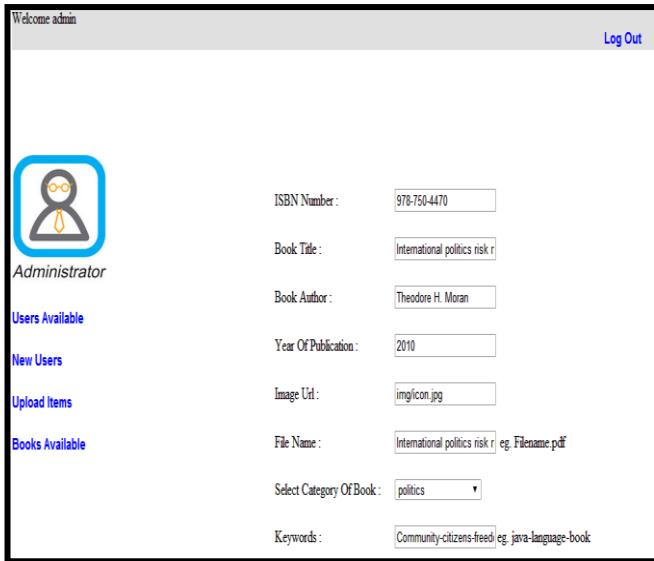 Welcome admin
Log Out
Administrator
Users Available
New Users
Upload Items
Books Available
ISBN Number : 978-750-4470
Book Title : International politics risk r
Book Author : Theodore H. Moran
Year Of Publication : 2010
Image Url : img/icon.jpg
File Name : International politics risk r eg. Filename.pdf
Select Category Of Book : politics
Keywords : Community-citizens-freed eg. java-language-book